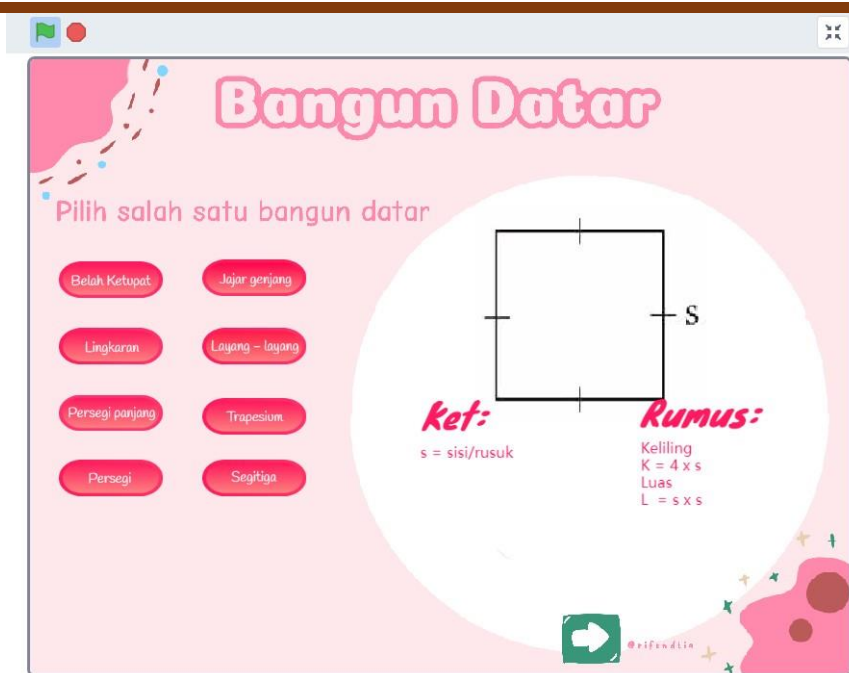 Bangun Datar
Pilih salah satu bangun datar
Belah Ketupat
Jajar genjang
Lingkaran
Layang - layang
Persegi panjang
Trapesium
Persegi
Segitiga
S
Ket:
s = sisi/rusuk
Rumus:
Keliling
K = 4 x s
Luas
L = s x s